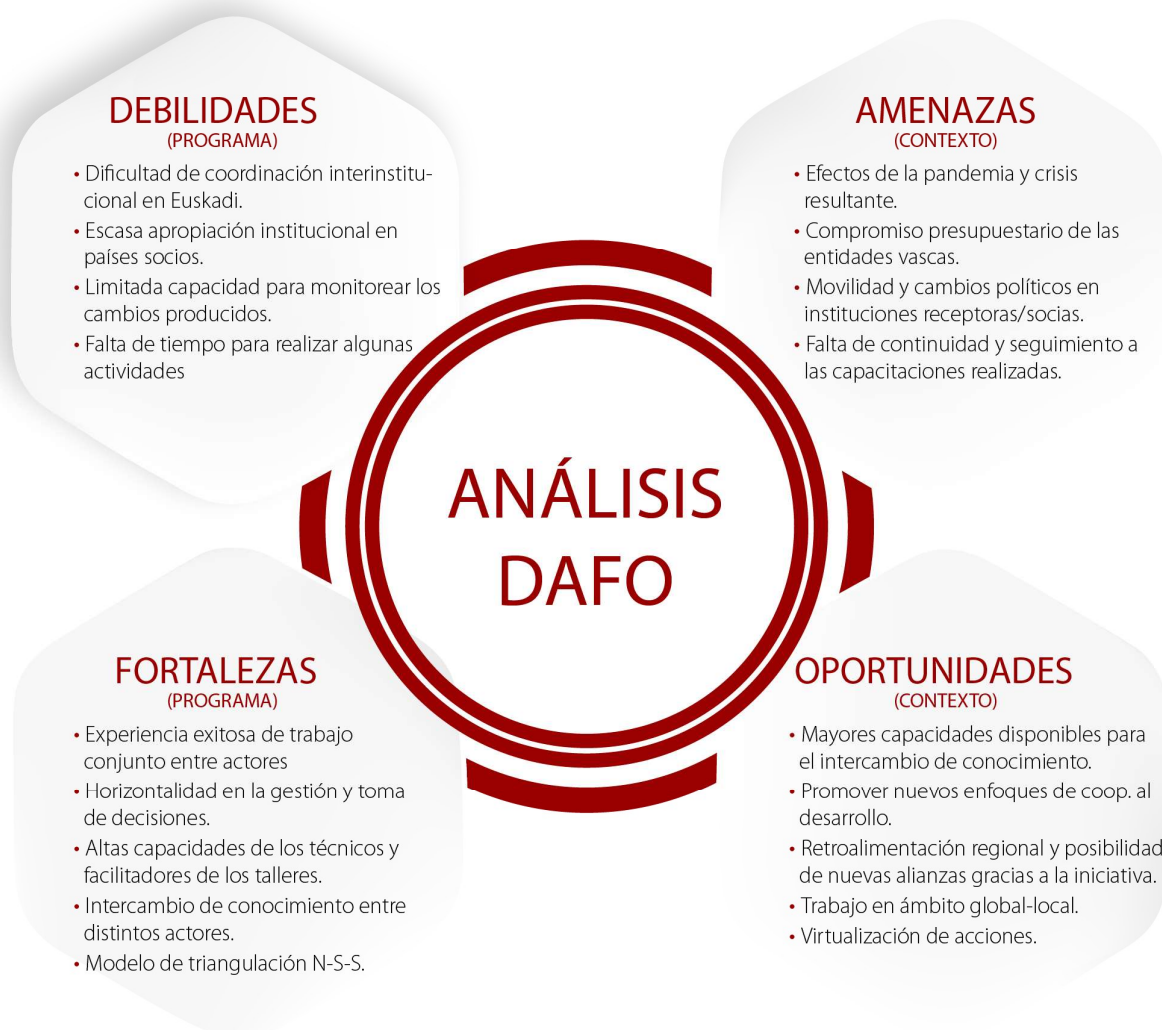 DEBILIDADES
(PROGRAMA)
• Dificultad de coordinación interinstitu-
cional en Euskadi.
• Escasa apropiación institucional en
países socios.
• Limitada capacidad para monitorear los
cambios producidos.
• Falta de tiempo para realizar algunas
actividades
AMENAZAS
(CONTEXTO)
• Efectos de la pandemia y crisis
resultante.
• Compromiso presupuestario de las
entidades vascas.
• Movilidad y cambios políticos en
instituciones receptoras/socias.
• Falta de continuidad y seguimiento a
las capacitaciones realizadas.
ANÁLISIS
DAFO
FORTALEZAS
(PROGRAMA)
• Experiencia exitosa de trabajo
conjunto entre actores
• Horizontalidad en la gestión y toma
de decisiones.
• Altas capacidades de los técnicos y
facilitadores de los talleres.
• Intercambio de conocimiento entre
distintos actores.
• Modelo de triangulación N-S-S.
OPORTUNIDADES
(CONTEXTO)
• Mayores capacidades disponibles para
el intercambio de conocimiento.
• Promover nuevos enfoques de coop. al
desarrollo.
• Retroalimentación regional y posibilidad
de nuevas alianzas gracias a la iniciativa.
• Trabajo en ámbito global-local.
• Virtualización de acciones.